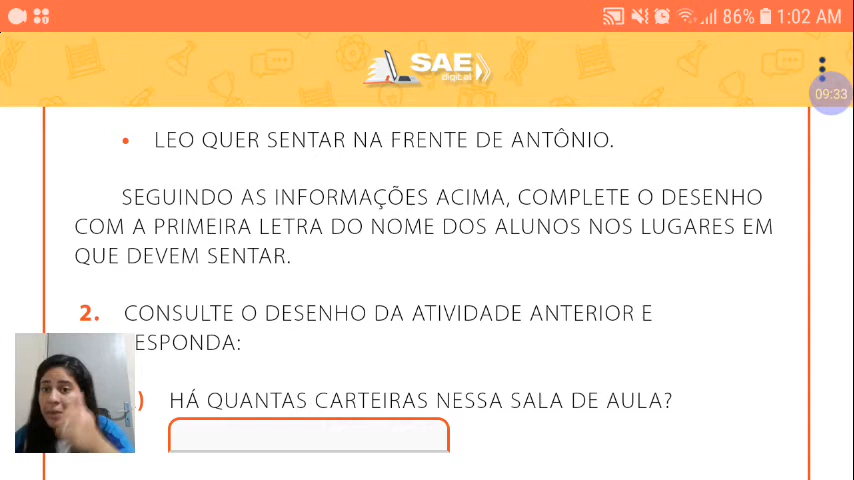 86% 1:02 AM
SAE
digital
09:33
• LEO QUER SENTAR NA FRENTE DE ANTÔNIO.
SEGUINDO AS INFORMAÇÕES ACIMA, COMPLETE O DESENHO
COM A PRIMEIRA LETRA DO NOME DOS ALUNOS NOS LUGARES EM
QUE DEVEM SENTAR.
2. CONSULTE O DESENHO DA ATIVIDADE ANTERIOR E
ESPONDA:
) HÁ QUANTAS CARTEIRAS NESSA SALA DE AULA?